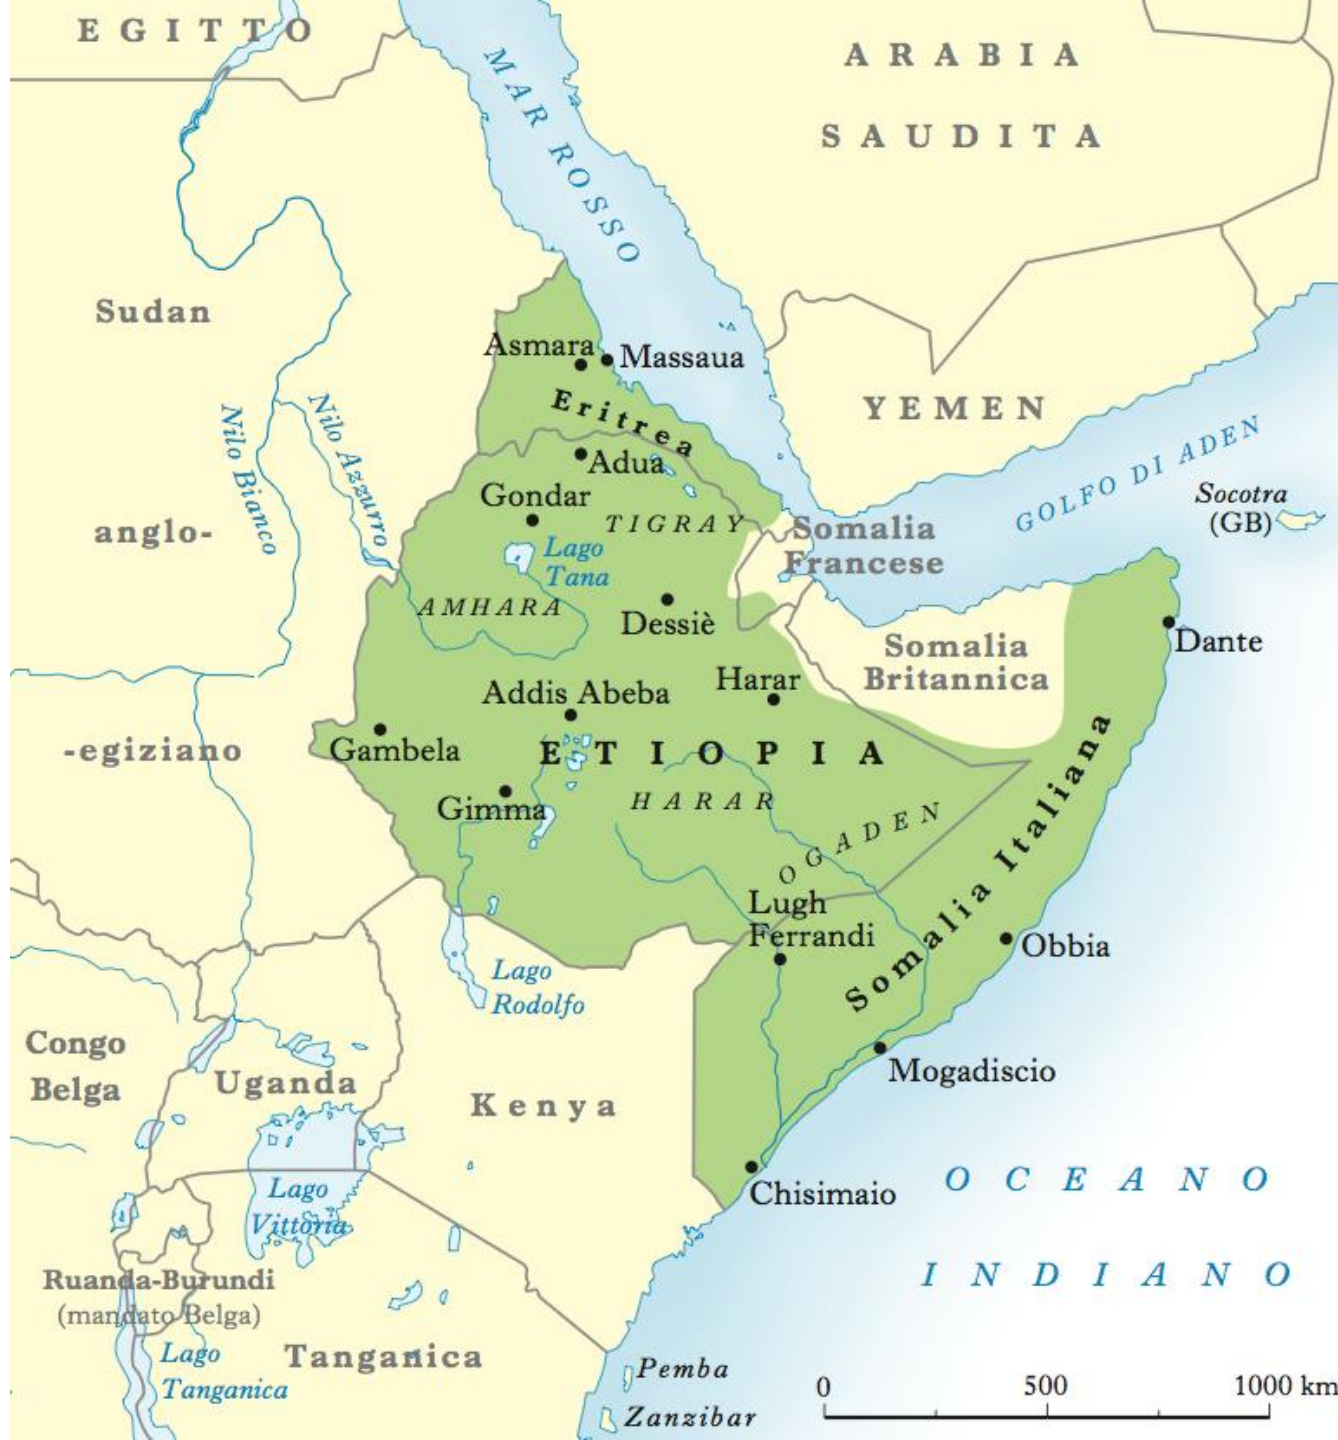 EGITTO
MAR ROSSO
ARABIA
SAUDITA
Sudan
Asmara
Massaua
Eritrea
YEMEN
Nilo Bianco
Nilo Azzurro
Adua
GOLFO DI ADEN
Gondar
TIGRAY
Socotra
(GB)
anglo-
Somalia
Francese
Lago
Tana
AMHARA
Dessiè
Dante
Somalia
Britannica
Addis Abeba
Harar
-egiziano
Gambela
ETIOPIA
Gimma
HARAR
OGADEN
Somalia Italiana
Lugh
Ferrandi
Obbia
Lago
Rodolfo
Congo
Belga
Uganda
Kenya
Mogadiscio
Lago
Vittoria
Chisimaio
OCEANO
INDIANO
Ruanda-Burundi
(mandato Belga)
Lago
Tanganica
Tanganica
Pemba
Zanzibar
0 500 1000 km